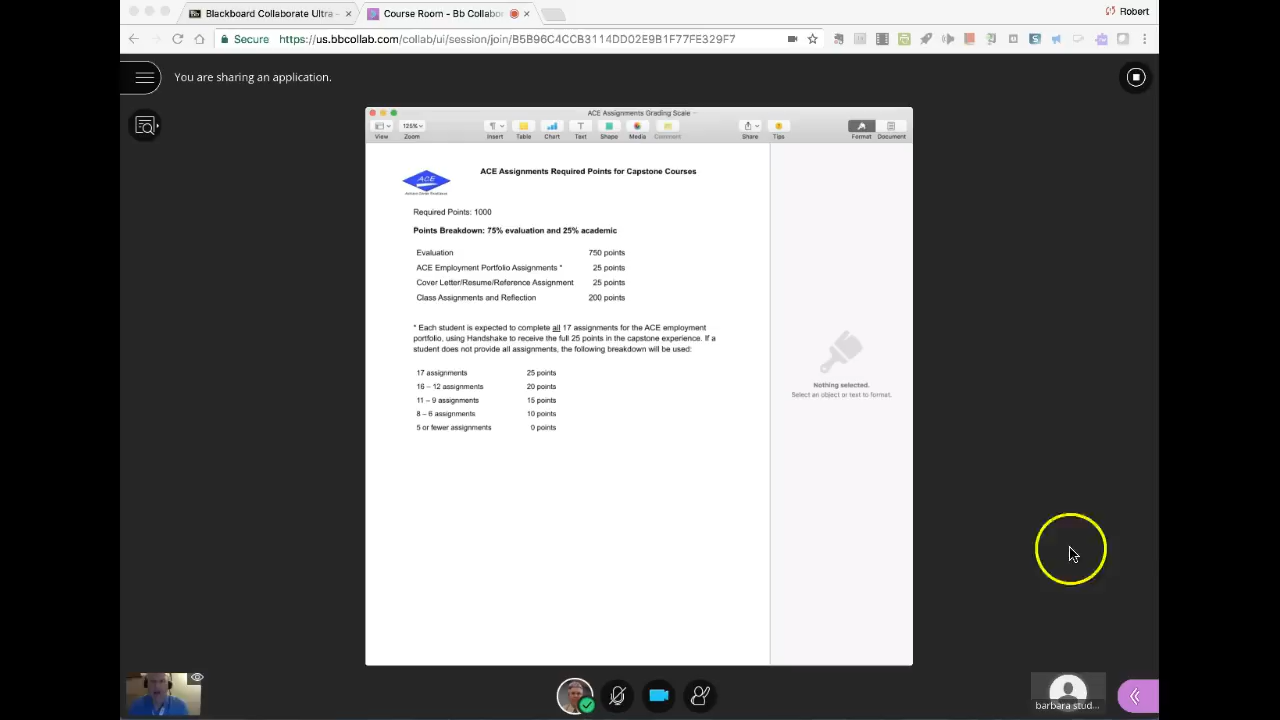 Blackboard Collaborate Ultra -
Course Room - Bb Collabor
Robert
Secure https://us.bbcollab.com/collab/ui/session/join/B5B96C4CCB3114DD02E9B1F77FE329F7
You are sharing an application.
ACE Assignments Grading Scale
125%
View Zoom Insert Table Chart Text Shape Media Comment Share Tips Format Document
ACE
ACE Assignments Required Points for Capstone Courses
Required Points: 1000
Points Breakdown: 75% evaluation and 25% academic
Evaluation 750 points
ACE Employment Portfolio Assignments * 25 points
Cover Letter/Resume/Reference Assignment 25 points
Class Assignments and Reflection 200 points
* Each student is expected to complete all 17 assignments for the ACE employment
portfolio, using Handshake to receive the full 25 points in the capstone experience. If a
student does not provide all assignments, the following breakdown will be used:
17 assignments 25 points
16 – 12 assignments 20 points
11 – 9 assignments 15 points
8 – 6 assignments 10 points
5 or fewer assignments 0 points
Nothing selected.
Select an object or text to format.
barbara stud...